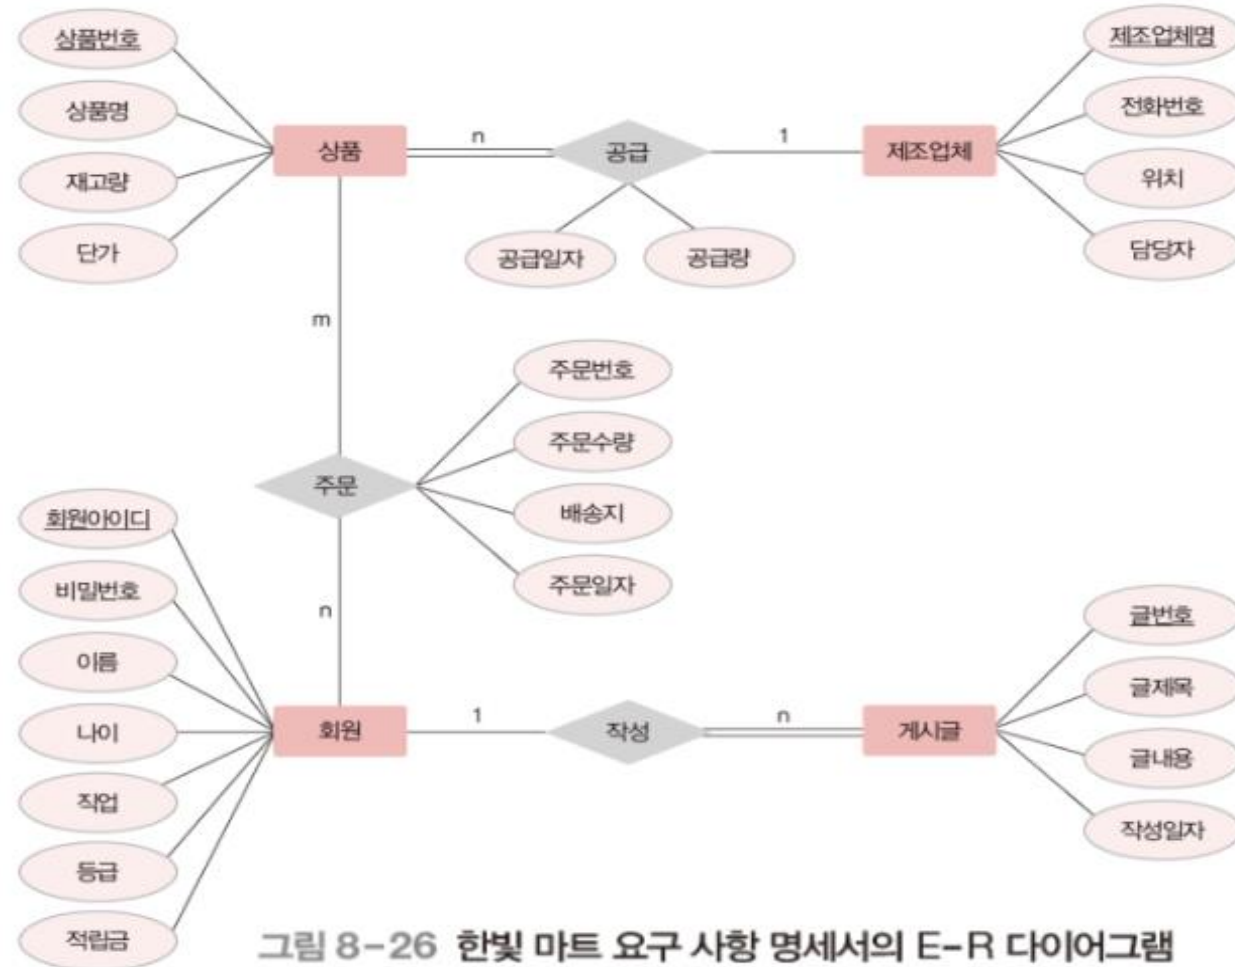 상품번호
상품명
재고량
단가
상품
n
공급
1
제조업체
제조업체명
전화번호
위치
담당자
공급일자
공급량
m
주문
주문번호
주문수량
배송지
주문일자
n
회원아이디
비밀번호
이름
나이
직업
등급
적립금
회원
1
작성
n
게시글
글번호
글제목
글내용
작성일자
그림 8-26 한빛 마트 요구 사항 명세서의 E-R 다이어그램